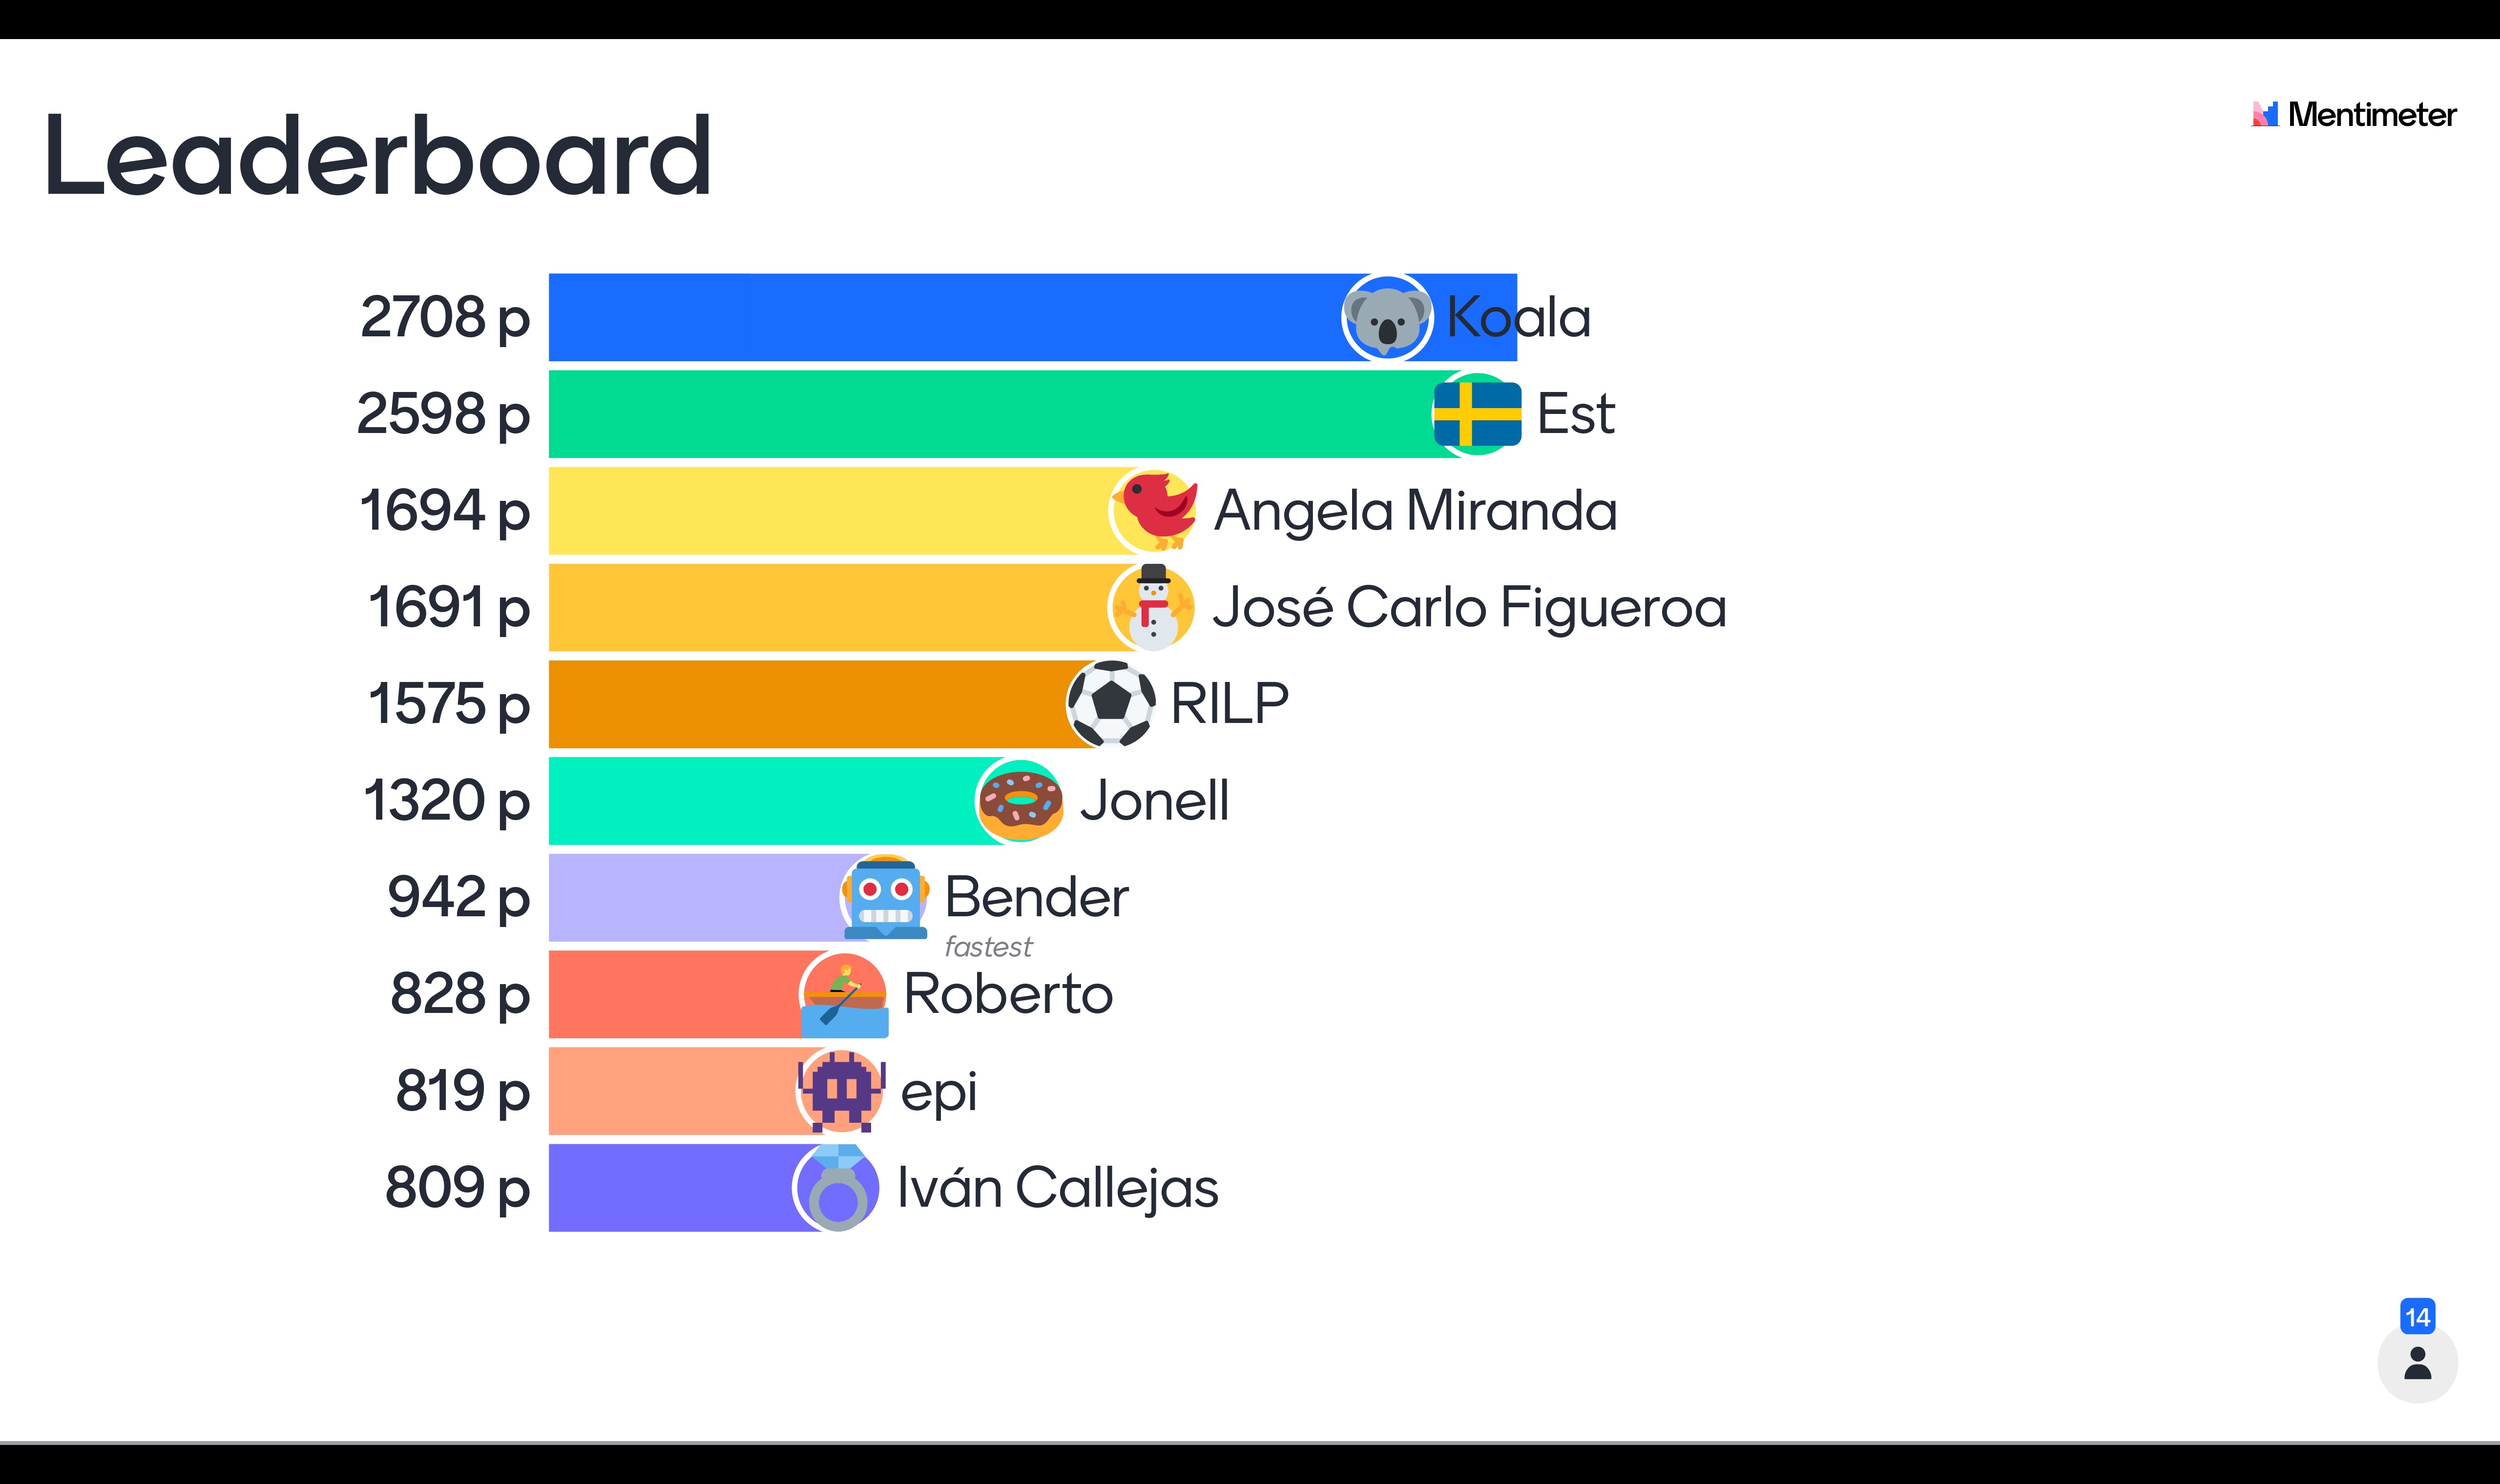 Leaderboard
Mentimeter
2708 p Koala
2598 p Est
1694 p Angela Miranda
1691 p José Carlo Figueroa
1575 p RILP
1320 p Jonell
942 p Bender
fastest
828 p Roberto
819 p epi
809 p Iván Callejas
14